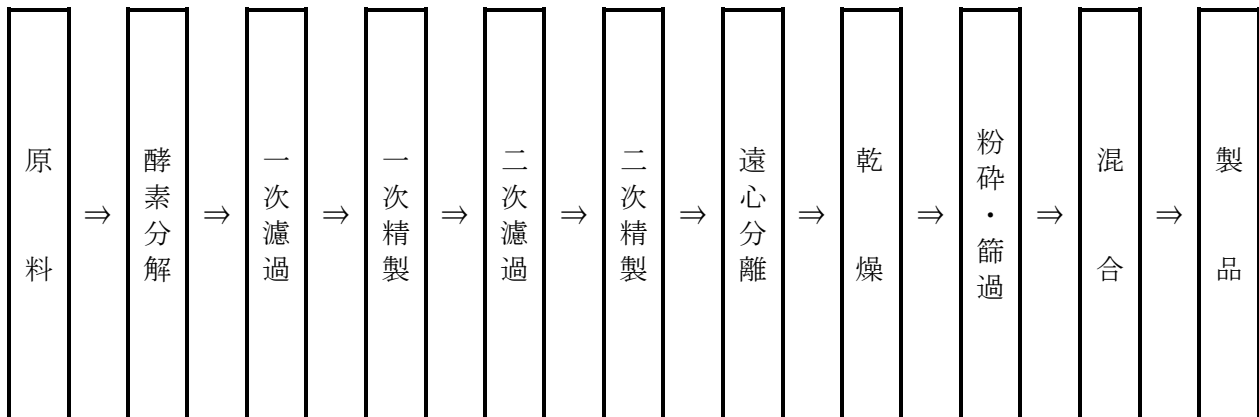 原料
⇒
酵素分解
⇒
一次濾過
⇒
一次精製
⇒
二次濾過
⇒
二次精製
⇒
遠心分離
⇒
乾燥
⇒
粉砕・篩過
⇒
混合
⇒
製品